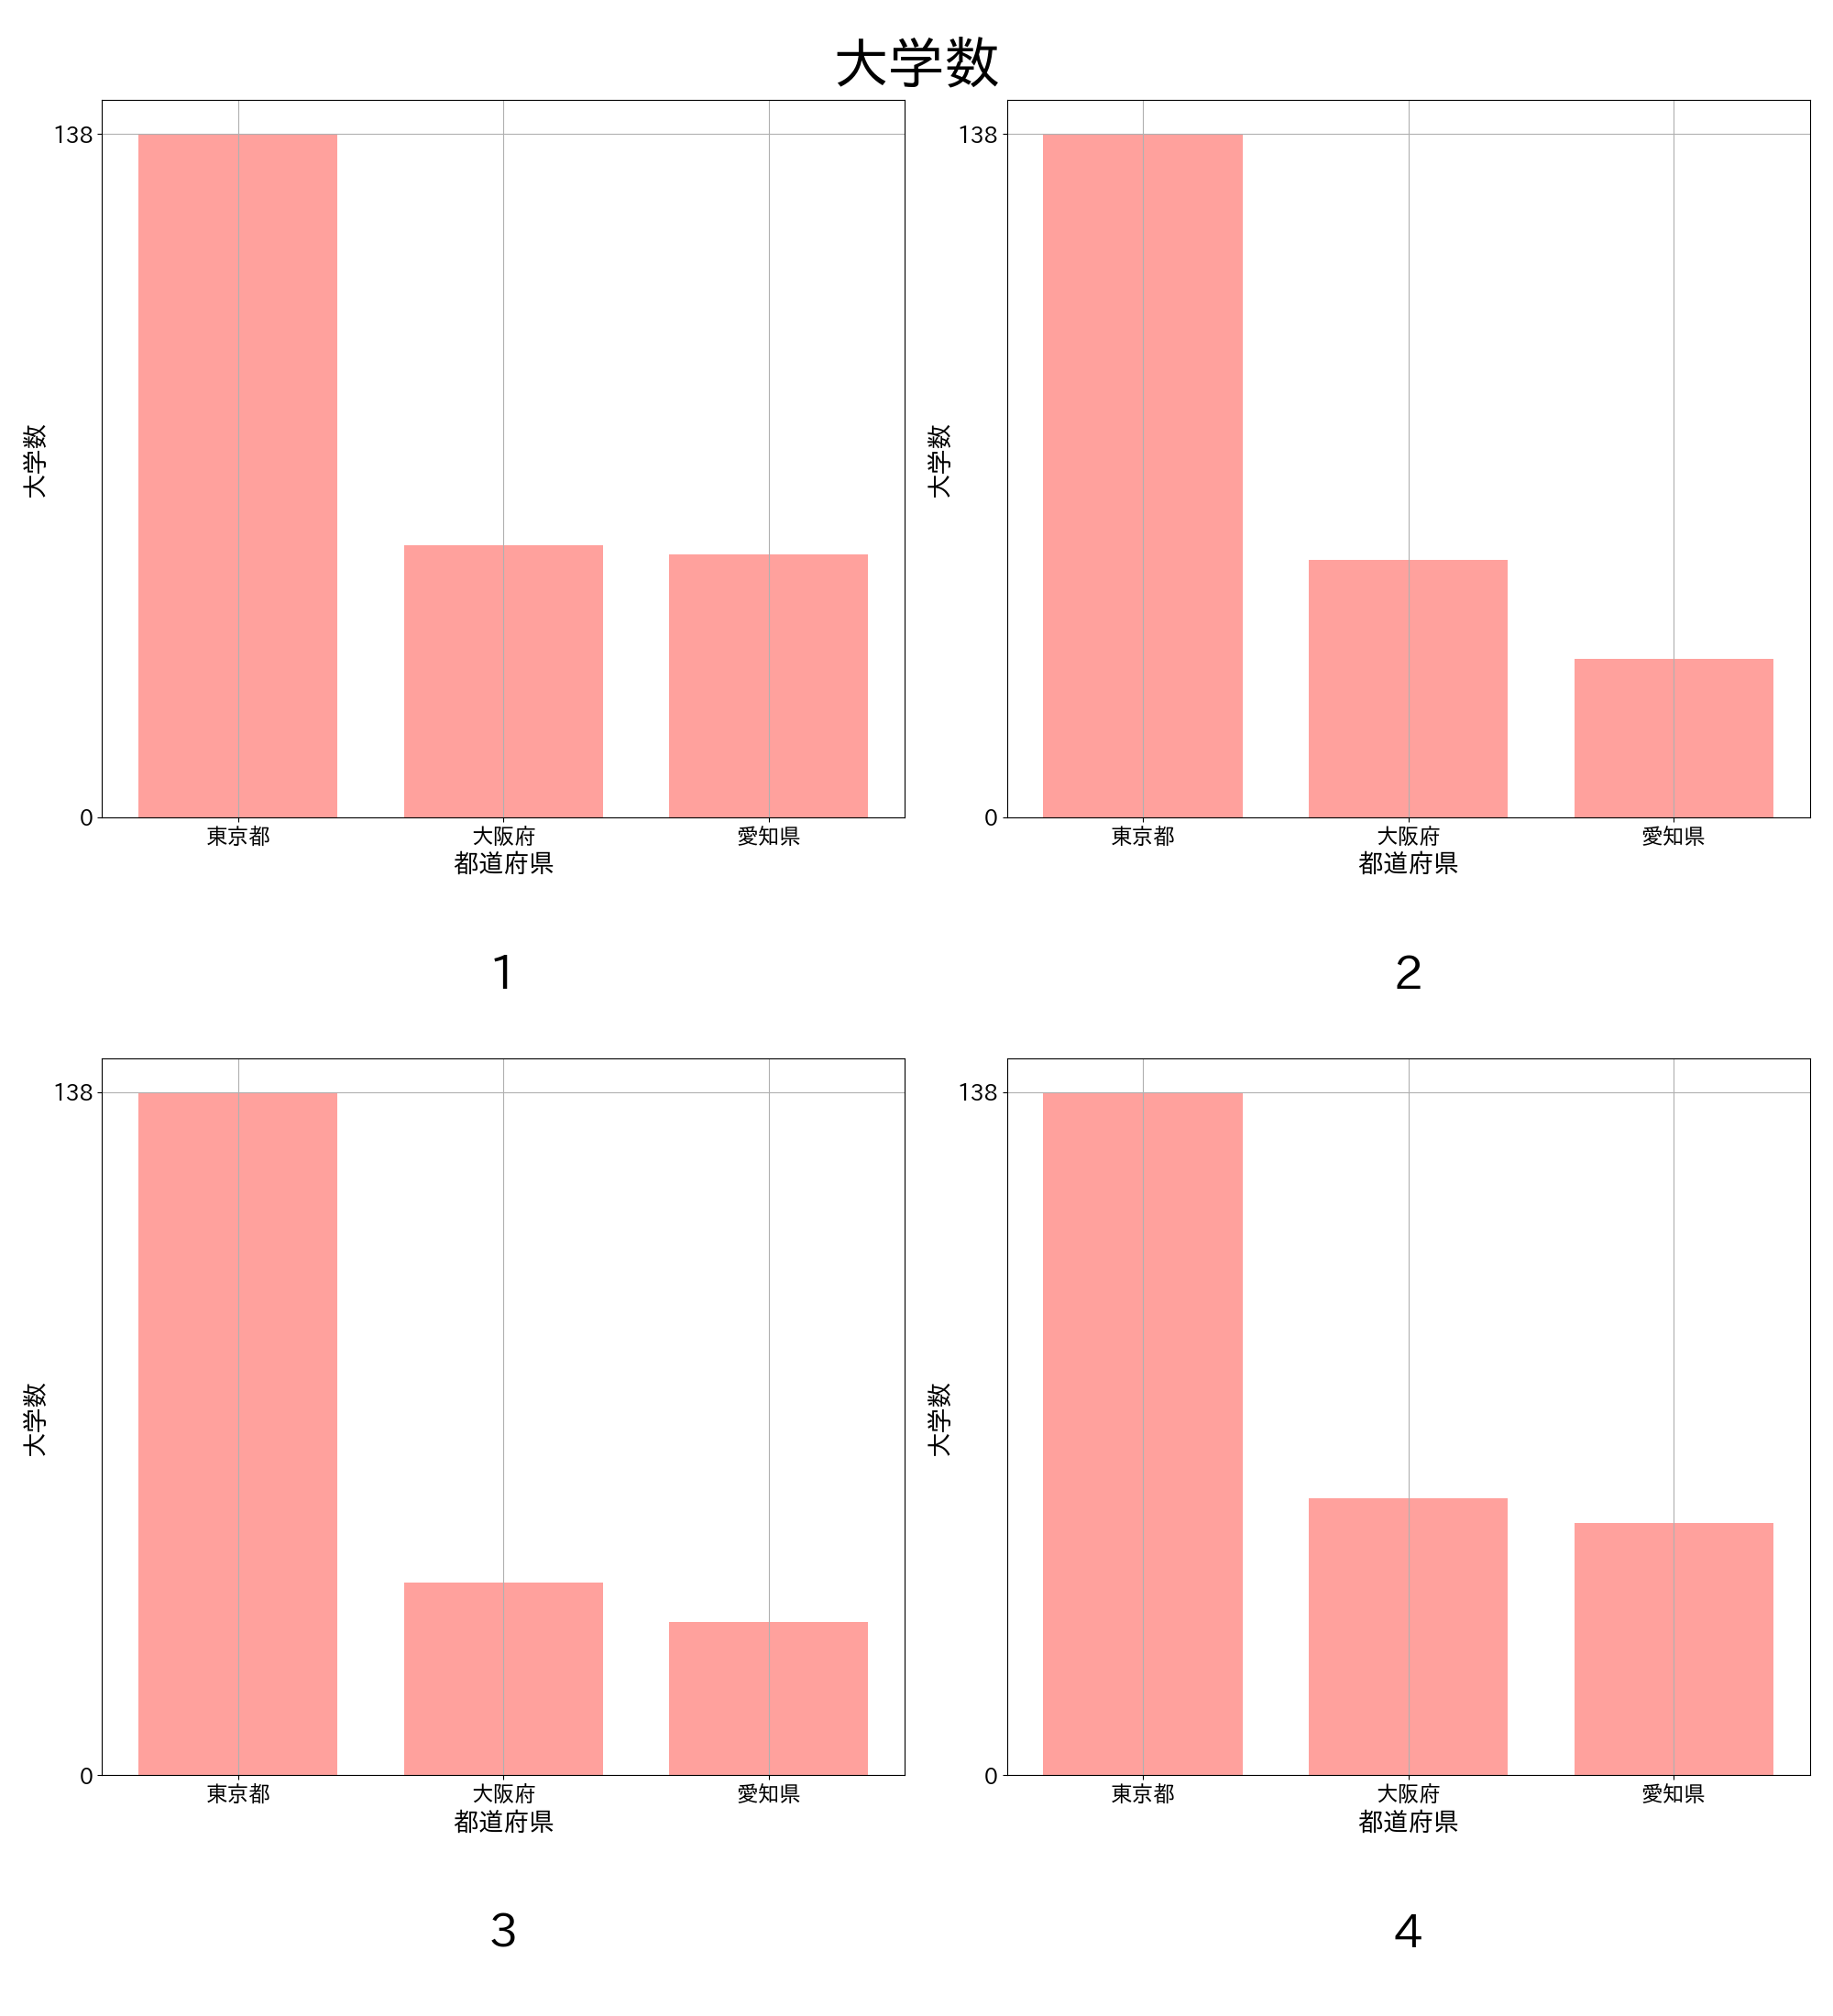 大学数
138
0
大学数
東京都 大阪府 愛知県
都道府県
1
138
0
大学数
東京都 大阪府 愛知県
都道府県
2
138
0
大学数
東京都 大阪府 愛知県
都道府県
3
138
0
大学数
東京都 大阪府 愛知県
都道府県
4